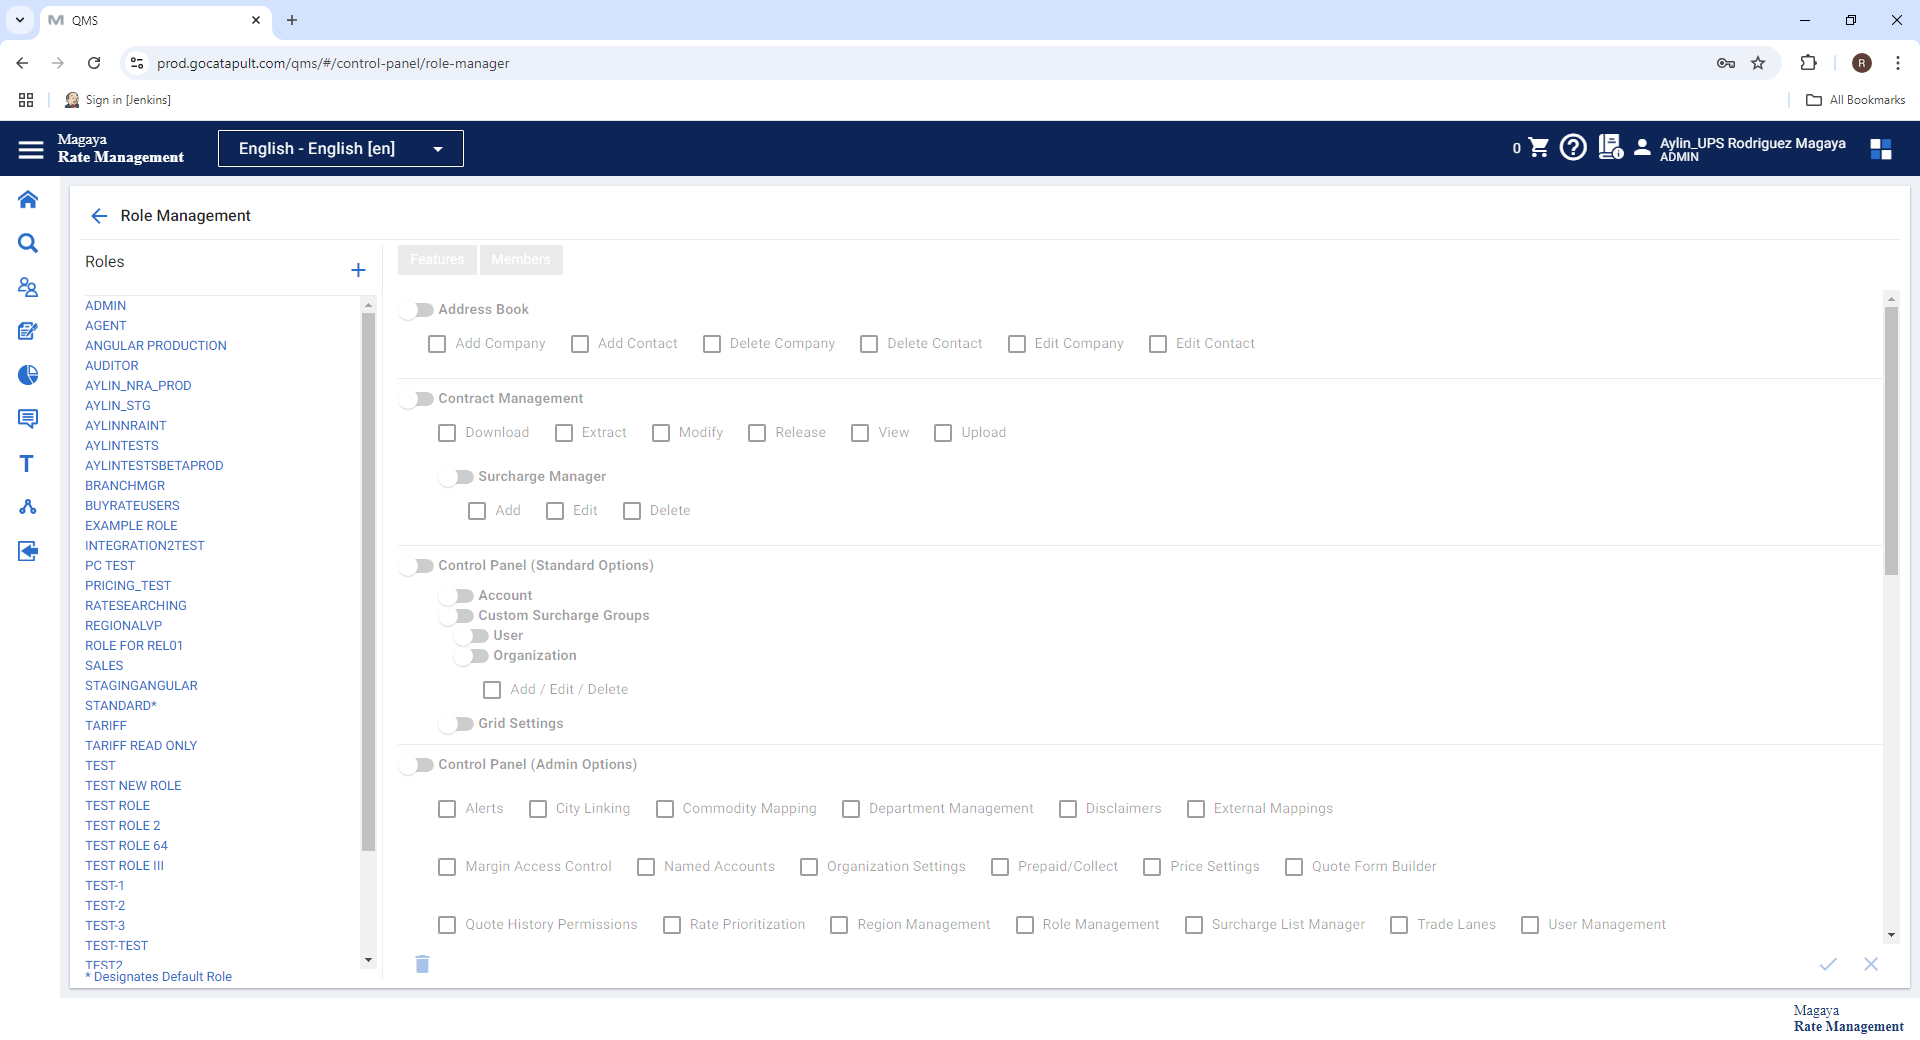 QMS
prod.gocatapult.com/qms/#/control-panel/role-manager
R
Sign in [Jenkins]
All Bookmarks
Magaya
Rate Management
English - English [en]
0
Aylin_UPS Rodriguez Magaya
ADMIN
Role Management
Roles
Features
Members
ADMIN
AGENT
ANGULAR PRODUCTION
AUDITOR
AYLIN_NRA_PROD
AYLIN_STG
AYLINNRAINT
AYLINTESTS
AYLINTESTSBETAPROD
BRANCHMGR
BUYRATEUSERS
EXAMPLE ROLE
INTEGRATION2TEST
PC TEST
PRICING_TEST
RATESEARCHING
REGIONALVP
ROLE FOR REL01
SALES
STAGINGANGULAR
STANDARD*
TARIFF
TARIFF READ ONLY
TEST
TEST NEW ROLE
TEST ROLE
TEST ROLE 2
TEST ROLE 64
TEST ROLE III
TEST-1
TEST-2
TEST-3
TEST-TEST
TEST2
* Designates Default Role
Address Book
Add Company Add Contact Delete Company Delete Contact Edit Company Edit Contact
Contract Management
Download Extract Modify Release View Upload
Surcharge Manager
Add Edit Delete
Control Panel (Standard Options)
Account
Custom Surcharge Groups
User
Organization
Add / Edit / Delete
Grid Settings
Control Panel (Admin Options)
Alerts City Linking Commodity Mapping Department Management Disclaimers External Mappings
Margin Access Control Named Accounts Organization Settings Prepaid/Collect Price Settings Quote Form Builder
Quote History Permissions Rate Prioritization Region Management Role Management Surcharge List Manager Trade Lanes User Management
Magaya
Rate Management